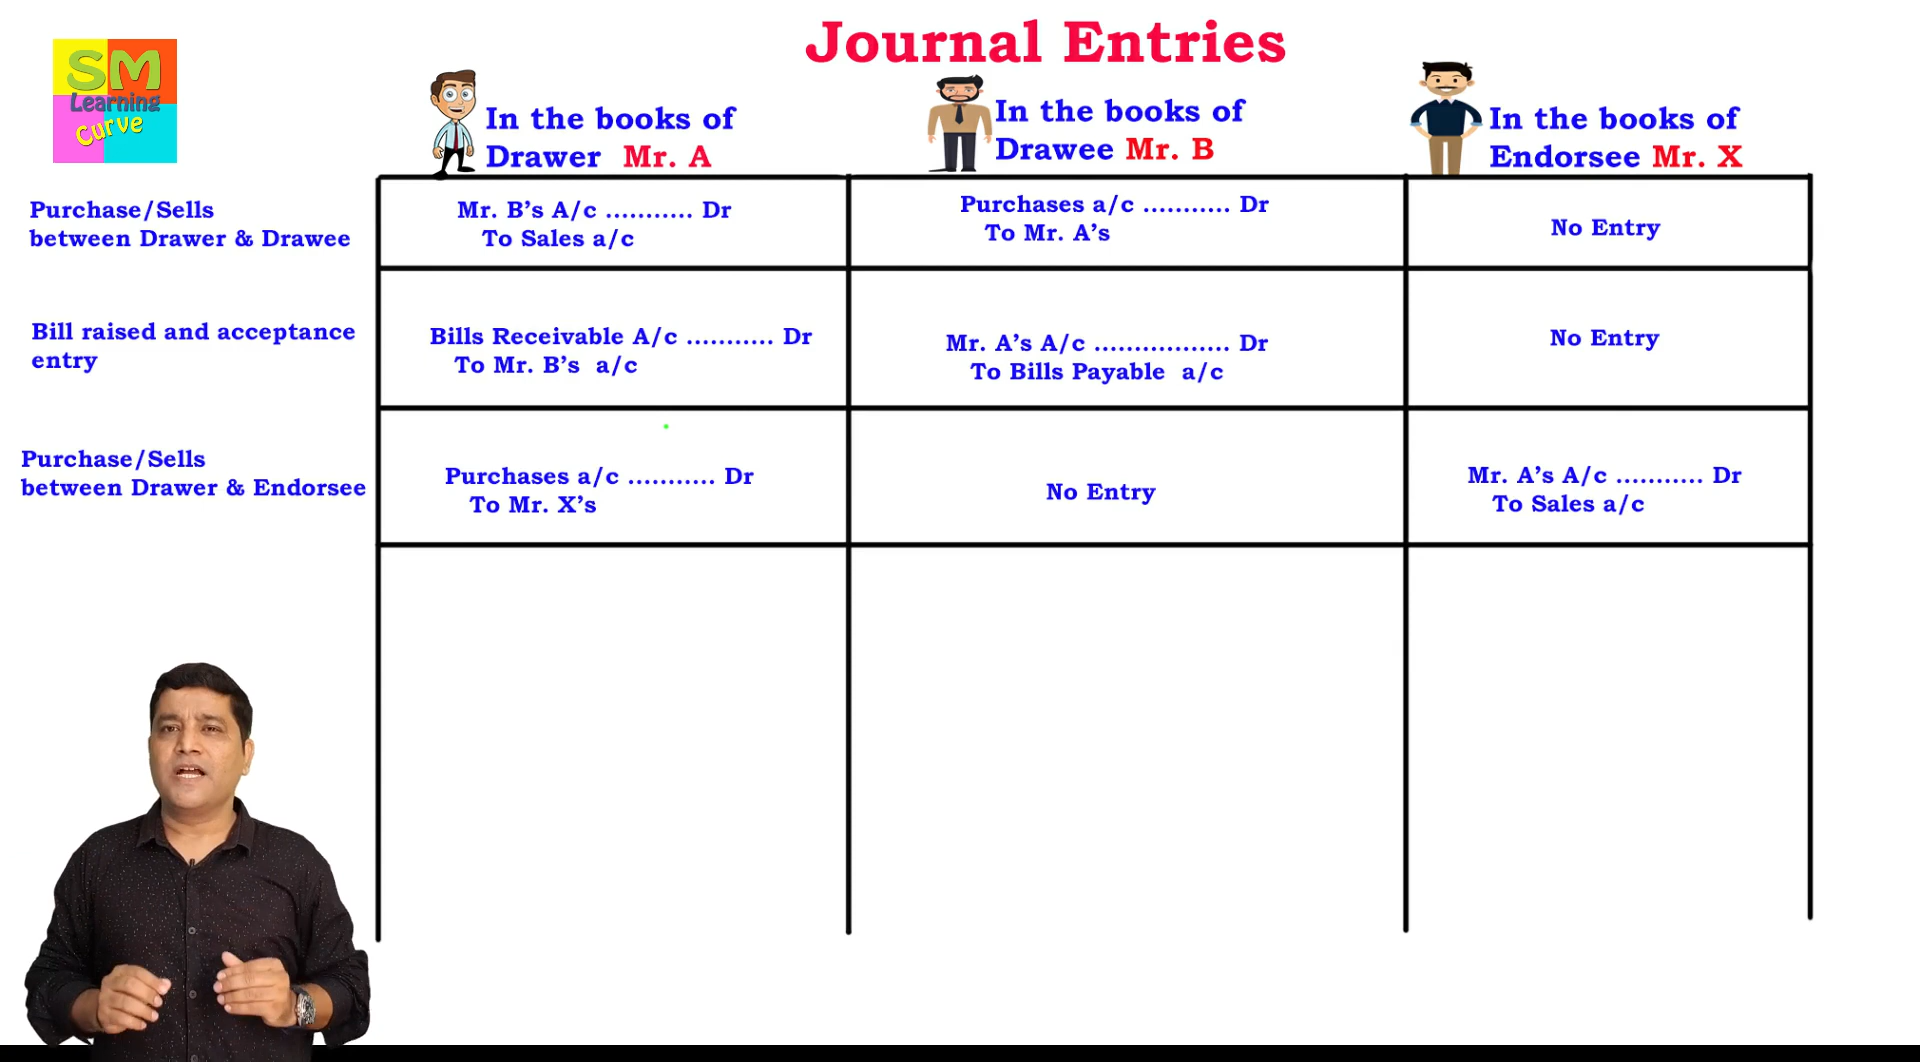 Journal Entries
SM
Learning
Curve
In the books of
Drawer Mr. A
In the books of
Drawee Mr. B
In the books of
Endorsee Mr. X
Purchase/Sells
between Drawer & Drawee
Mr. B’s A/c ........... Dr
To Sales a/c
Purchases a/c ........... Dr
To Mr. A’s
No Entry
Bill raised and acceptance
entry
Bills Receivable A/c ........... Dr
To Mr. B’s a/c
Mr. A’s A/c ................. Dr
To Bills Payable a/c
No Entry
Purchase/Sells
between Drawer & Endorsee
Purchases a/c ........... Dr
To Mr. X’s
No Entry
Mr. A’s A/c ........... Dr
To Sales a/c